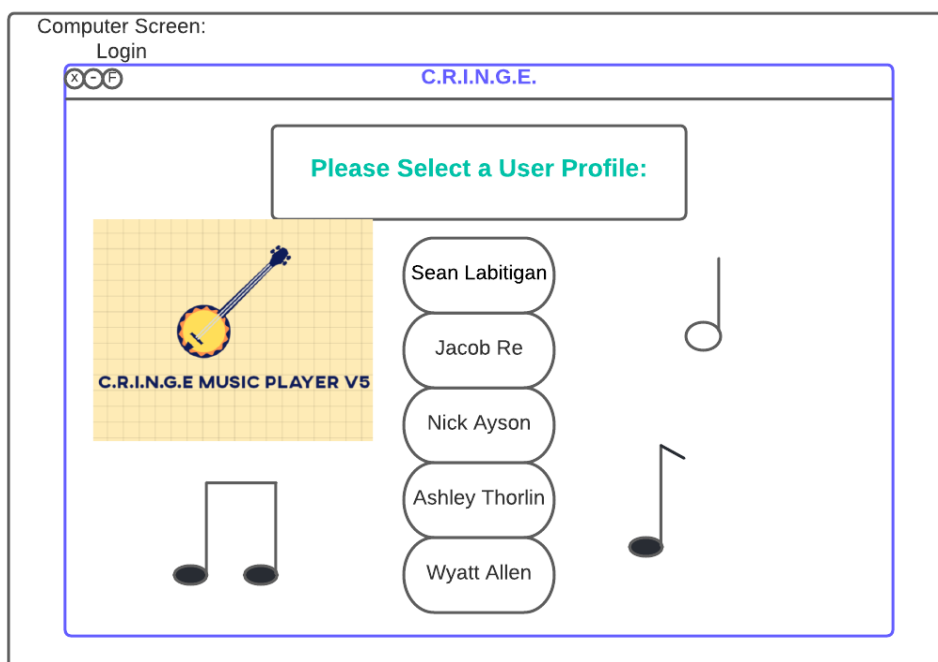 Computer Screen:
Login
X - F
C.R.I.N.G.E.
Please Select a User Profile:
C.R.I.N.G.E MUSIC PLAYER V5
Sean Labitigan
Jacob Re
Nick Ayson
Ashley Thorlin
Wyatt Allen